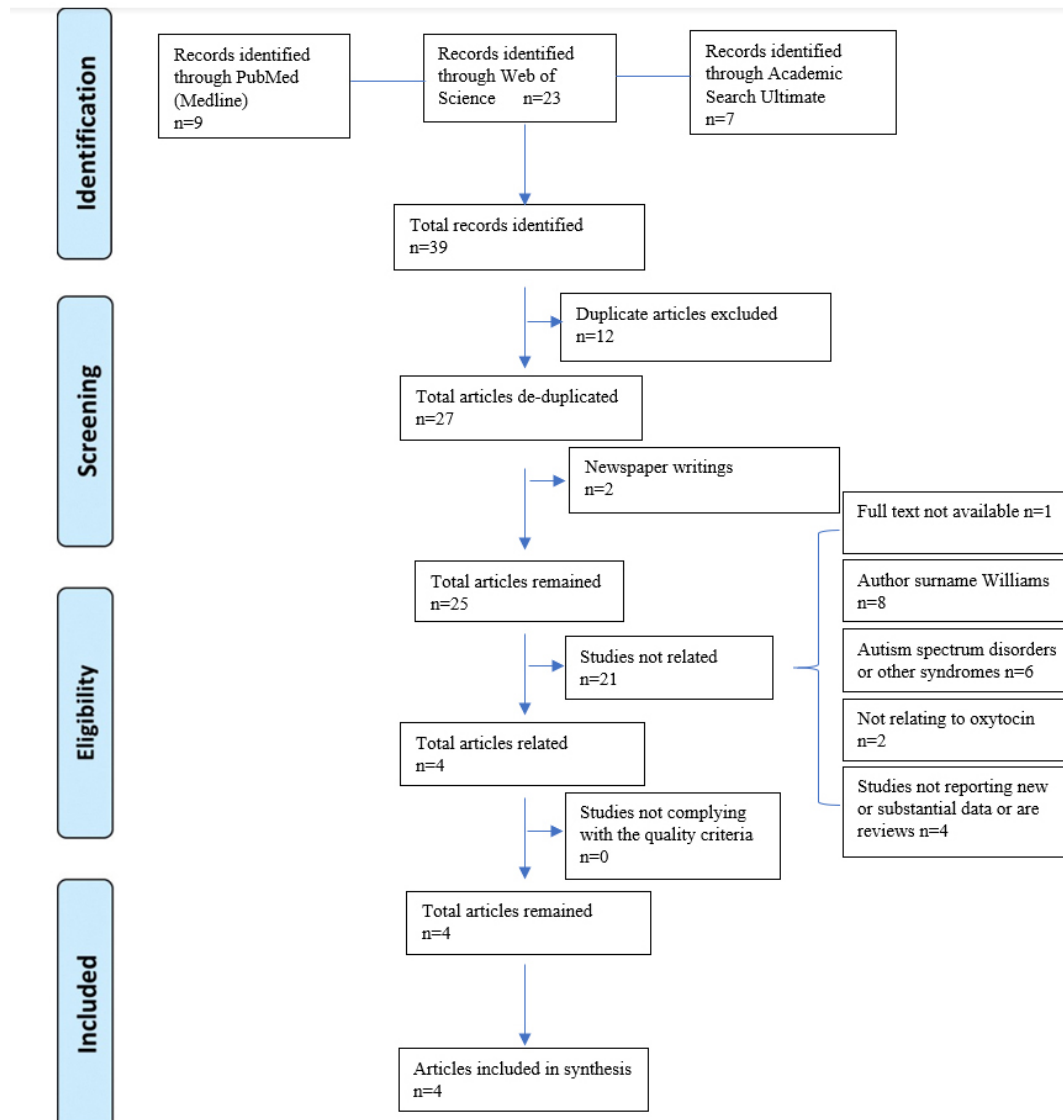 Identification
Records identified
through PubMed
(Medline)
n=9
Records identified
through Web of
Science n=23
Records identified
through Academic
Search Ultimate
n=7
Total records identified
n=39
Screening
Duplicate articles excluded
n=12
Total articles de-duplicated
n=27
Newspaper writings
n=2
Eligibility
Total articles remained
n=25
Studies not related
n=21
Full text not available n=1
Author surname Williams
n=8
Autism spectrum disorders
or other syndromes n=6
Not relating to oxytocin
n=2
Studies not reporting new
or substantial data or are
reviews n=4
Total articles related
n=4
Studies not complying
with the quality criteria
n=0
Included
Total articles remained
n=4
Articles included in synthesis
n=4